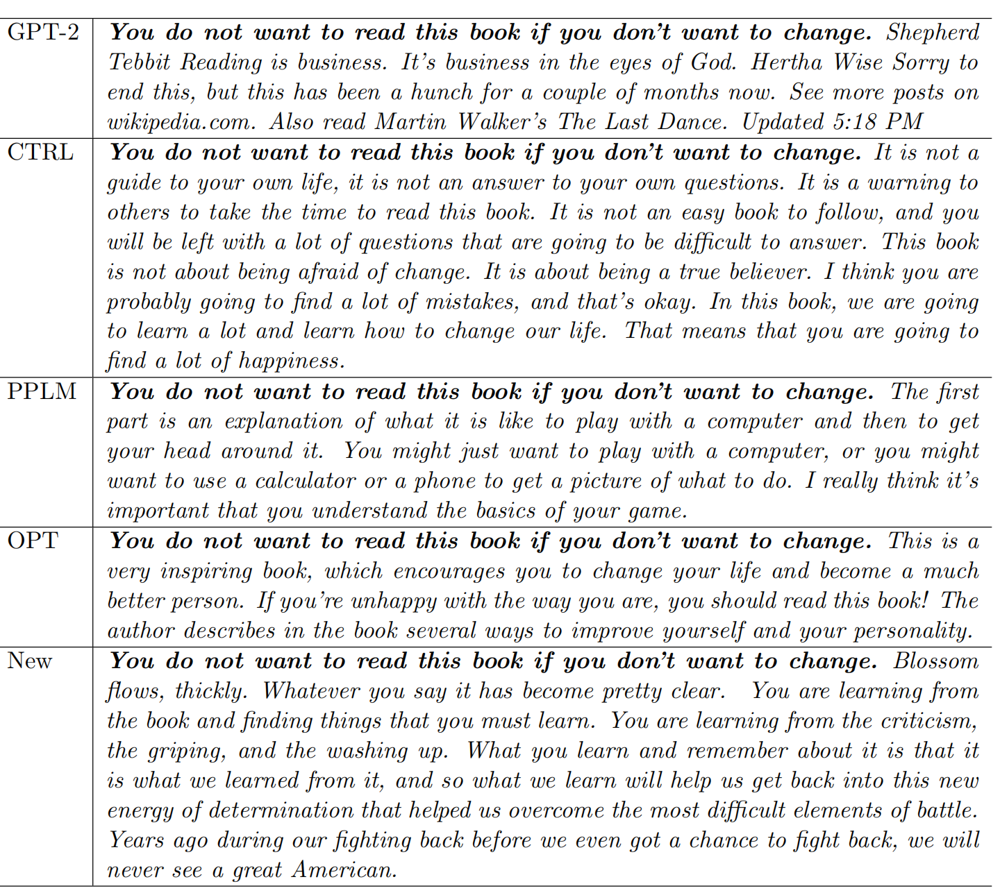 GPT-2 You do not want to read this book if you don't want to change. Shepherd
Tebbit Reading is business. It's business in the eyes of God. Hertha Wise Sorry to
end this, but this has been a hunch for a couple of months now. See more posts on
wikipedia.com. Also read Martin Walker's The Last Dance. Updated 5:18 PM
CTRL You do not want to read this book if you don't want to change. It is not a
guide to your own life, it is not an answer to your own questions. It is a warning to
others to take the time to read this book. It is not an easy book to follow, and you
will be left with a lot of questions that are going to be difficult to answer. This book
is not about being afraid of change. It is about being a true believer. I think you are
probably going to find a lot of mistakes, and that's okay. In this book, we are going
to learn a lot and learn how to change our life. That means that you are going to
find a lot of happiness.
PPLM You do not want to read this book if you don't want to change. The first
part is an explanation of what it is like to play with a computer and then to get
your head around it. You might just want to play with a computer, or you might
want to use a calculator or a phone to get a picture of what to do. I really think it's
important that you understand the basics of your game.
OPT You do not want to read this book if you don't want to change. This is a
very inspiring book, which encourages you to change your life and become a much
better person. If you're unhappy with the way you are, you should read this book! The
author describes in the book several ways to improve yourself and your personality.
New You do not want to read this book if you don't want to change. Blossom
flows, thickly. Whatever you say it has become pretty clear. You are learning from
the book and finding things that you must learn. You are learning from the criticism,
the griping, and the washing up. What you learn and remember about it is that it
is what we learned from it, and so what we learn will help us get back into this new
energy of determination that helped us overcome the most difficult elements of battle.
Years ago during our fighting back before we even got a chance to fight back, we will
never see a great American.